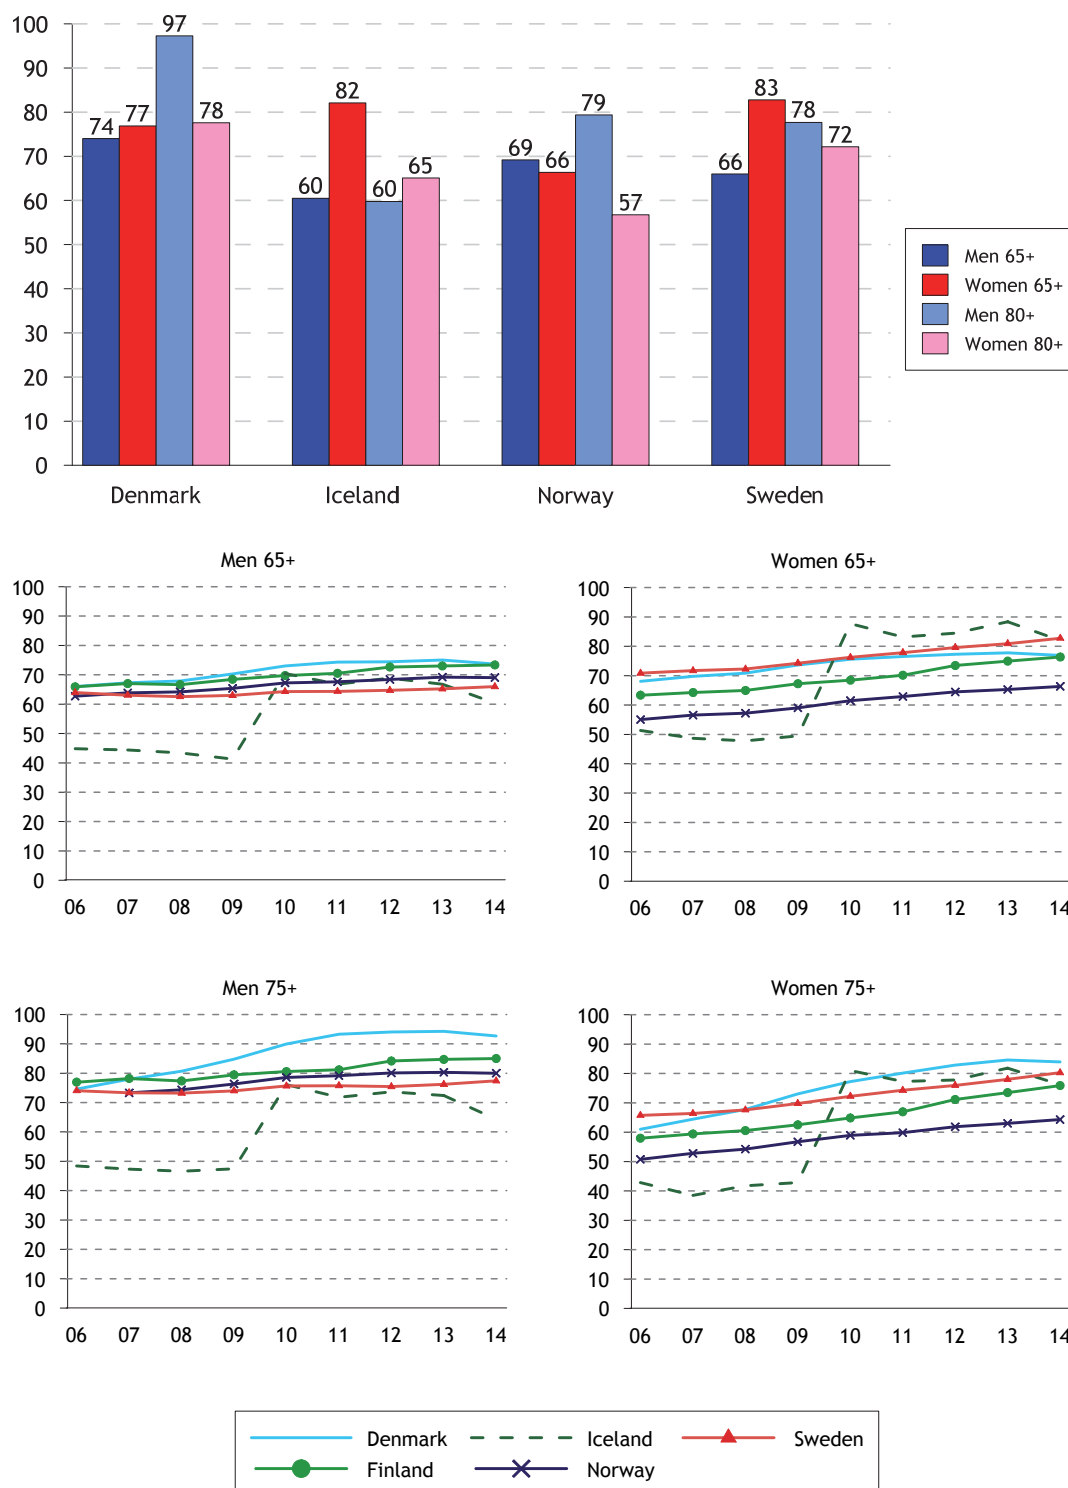 100
90
80
70
60
50
40
30
20
10
0
74 77 97 78
60 82 60 65
69 66 79 57
66 83 78 72
Denmark Iceland Norway Sweden
Men 65+
Women 65+
Men 80+
Women 80+
Men 65+
100
90
80
70
60
50
40
30
20
10
0
06 07 08 09 10 11 12 13 14
Women 65+
100
90
80
70
60
50
40
30
20
10
0
06 07 08 09 10 11 12 13 14
Men 75+
100
90
80
70
60
50
40
30
20
10
0
06 07 08 09 10 11 12 13 14
Women 75+
100
90
80
70
60
50
40
30
20
10
0
06 07 08 09 10 11 12 13 14
Denmark Iceland Sweden
Finland Norway